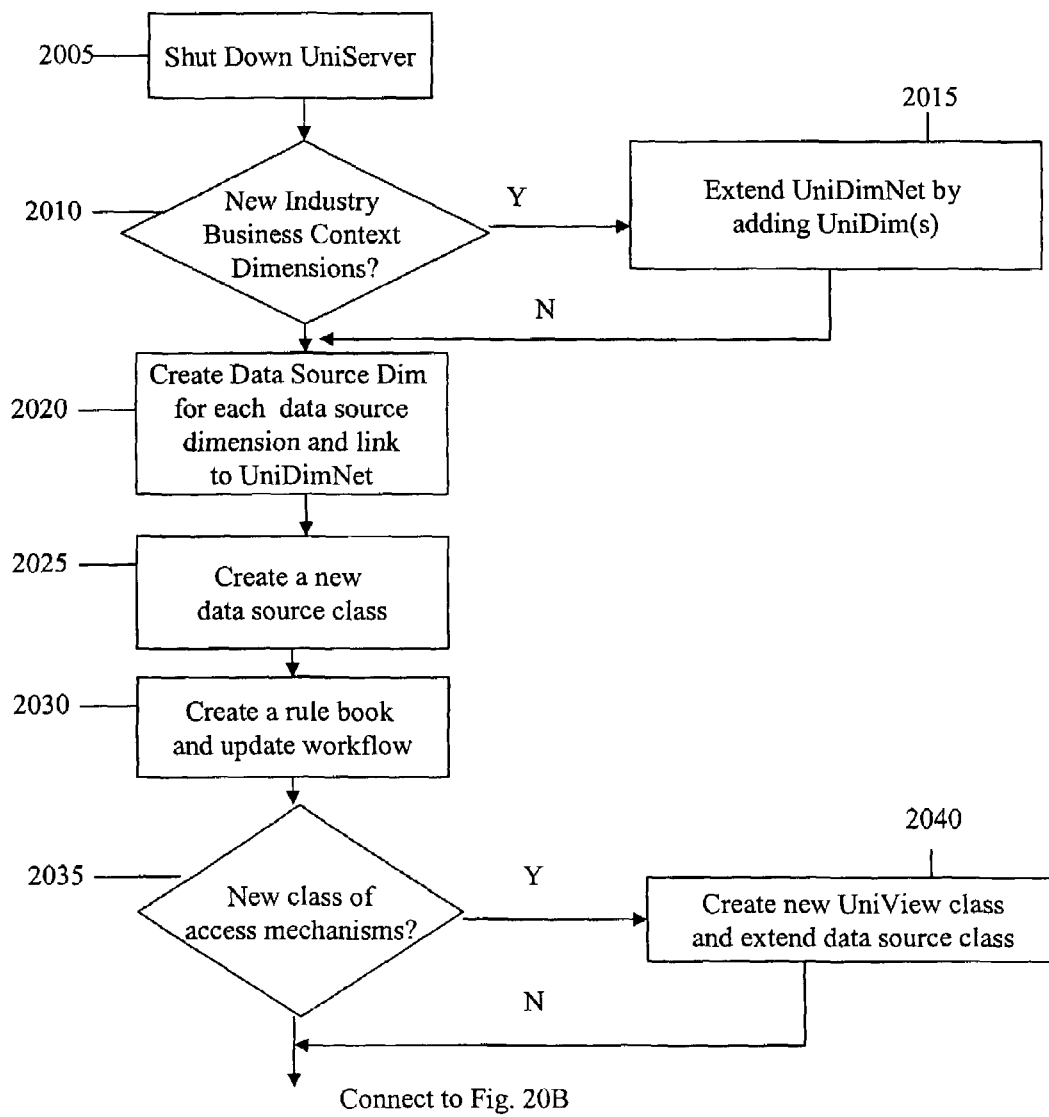 2005
Shut Down UniServer
2015
2010
New Industry
Business Context
Dimensions?
Y
Extend UniDimNet by
adding UniDim(s)
N
2020
Create Data Source Dim
for each data source
dimension and link
to UniDimNet
2025
Create a new
data source class
2030
Create a rule book
and update workflow
2040
2035
New class of
access mechanisms?
Y
Create new UniView class
and extend data source class
N
Connect to Fig. 20B